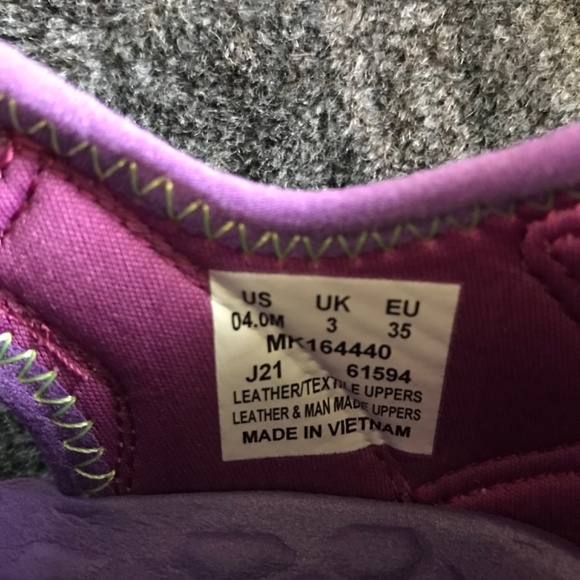 US UK EU
04.0M 3 35
MK164440
J21 61594
LEATHER/TEXTILE UPPERS
LEATHER & MAN MADE UPPERS
MADE IN VIETNAM